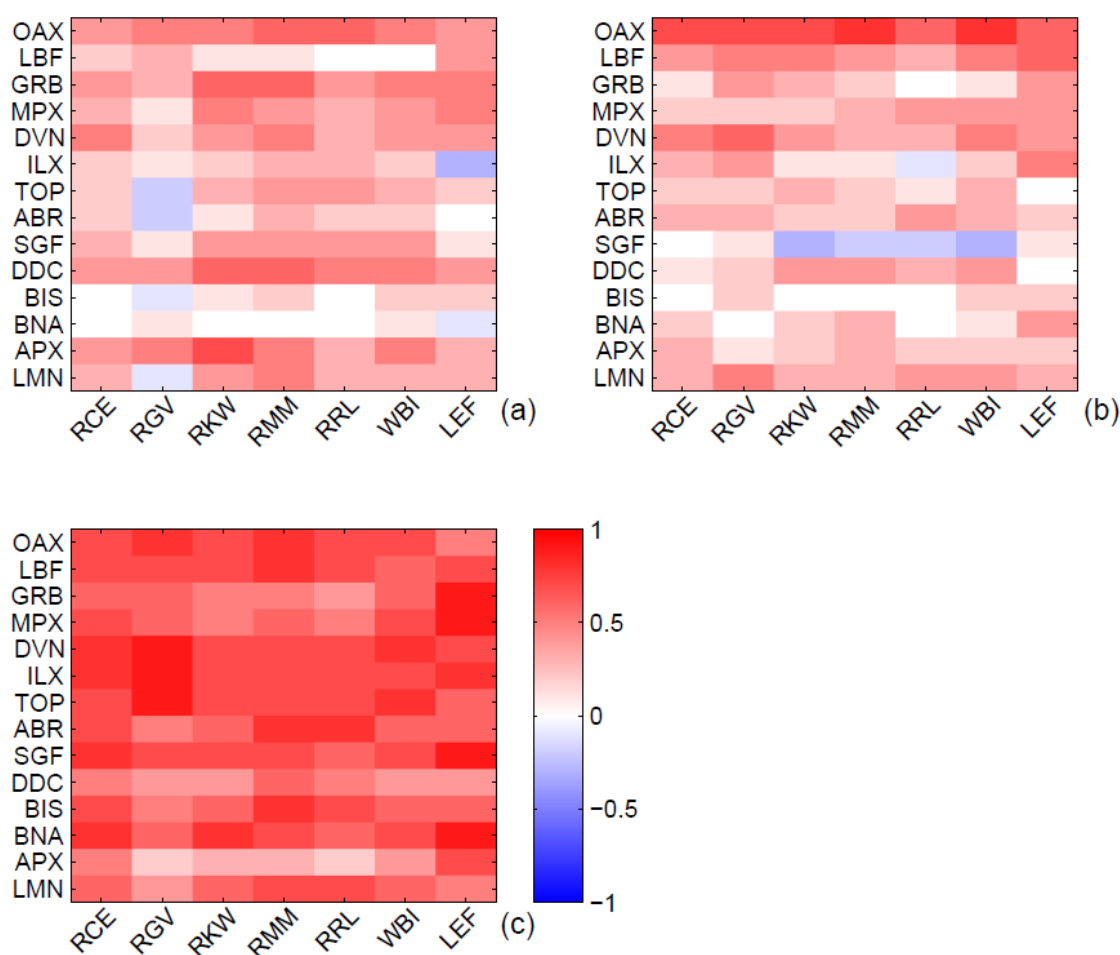 OAX
LBF
GRB
MPX
DVN
ILX
TOP
ABR
SGF
DDC
BIS
BNA
APX
LMN
RCE RGV RKW RMM RRL WBI LEF (a)
OAX
LBF
GRB
MPX
DVN
ILX
TOP
ABR
SGF
DDC
BIS
BNA
APX
LMN
RCE RGV RKW RMM RRL WBI LEF (b)
OAX
LBF
GRB
MPX
DVN
ILX
TOP
ABR
SGF
DDC
BIS
BNA
APX
LMN
RCE RGV RKW RMM RRL WBI LEF (c)
1
0.5
0
−0.5
−1